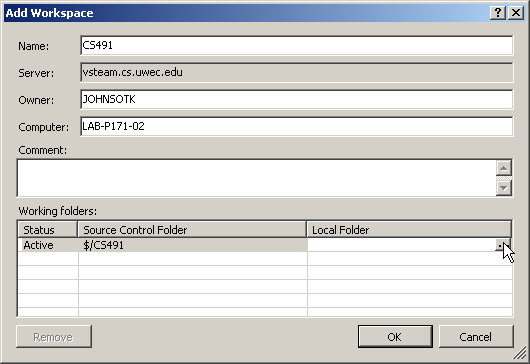 Add Workspace
Name: CS491
Server: vsteam.cs.uwec.edu
Owner: JOHNSOTK
Computer: LAB-P171-02
Comment:
Working folders:
Status Source Control Folder Local Folder
Active $/CS491
Remove OK Cancel